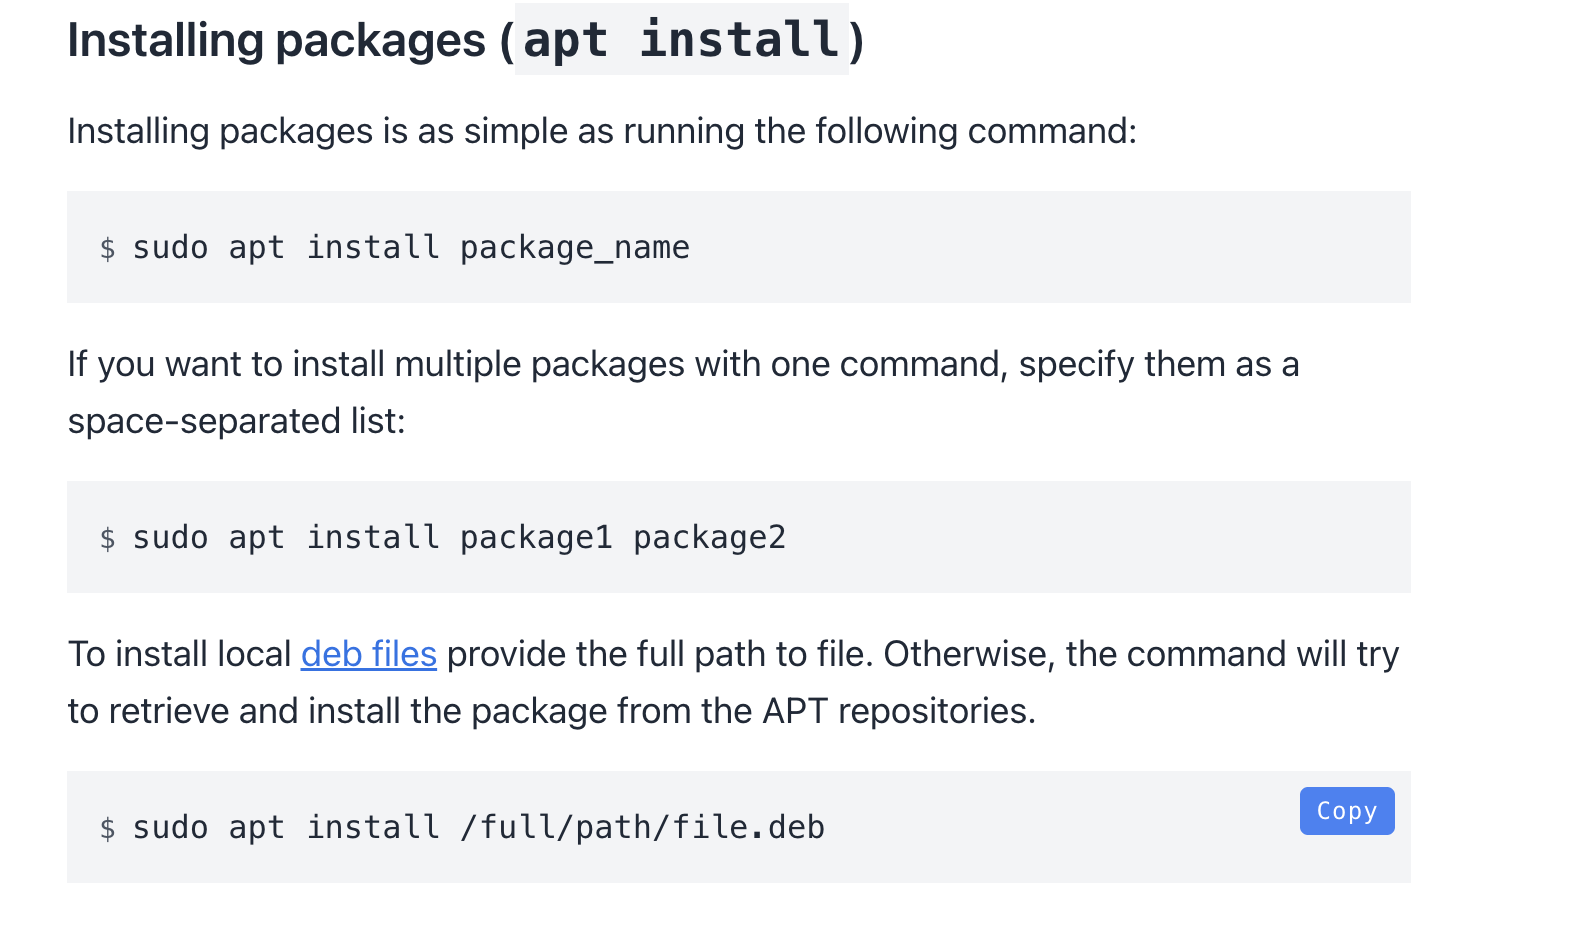 Installing packages (apt install)
Installing packages is as simple as running the following command:
$ sudo apt install package_name
If you want to install multiple packages with one command, specify them as a
space-separated list:
$ sudo apt install package1 package2
To install local deb files provide the full path to file. Otherwise, the command will try
to retrieve and install the package from the APT repositories.
Copy
$ sudo apt install /full/path/file.deb